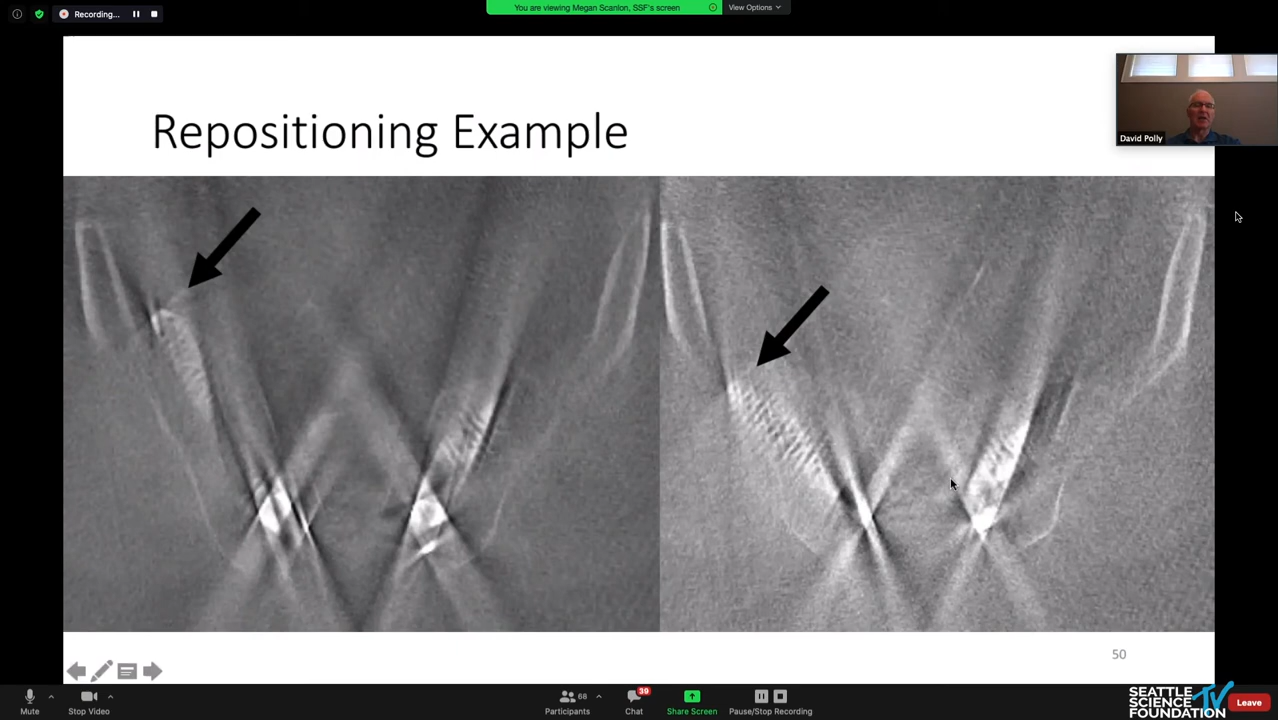 Recording...
You are viewing Megan Scanlon, SSF's screen
View Options
Repositioning Example
David Polly
50
Mute
Stop Video
68
Participants
39
Chat
Share Screen
Pause/Stop Recording
SEATTLE
SCIENCE
FOUNDATION
TV
Leave